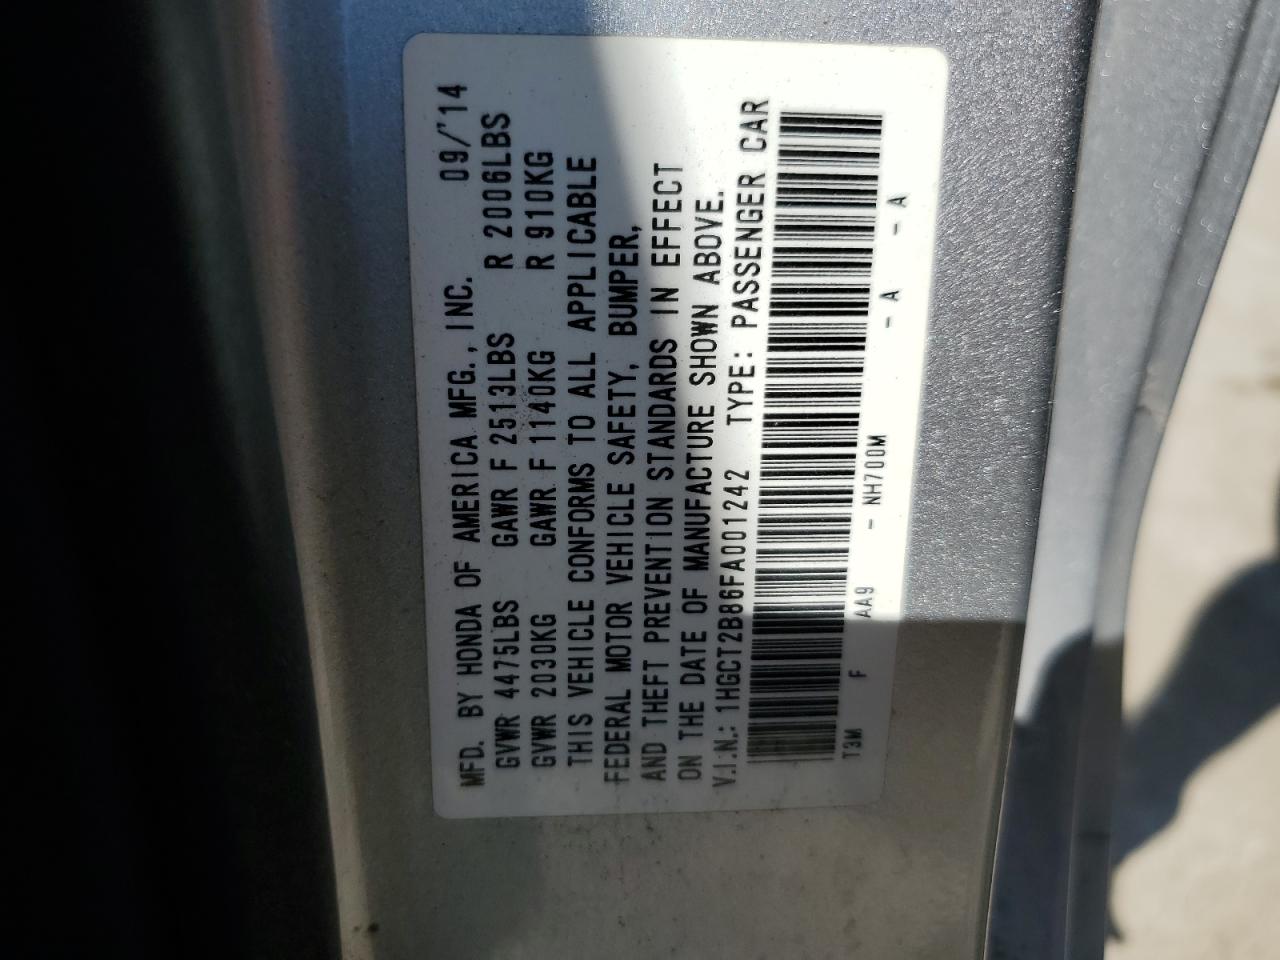 MFD. BY HONDA OF AMERICA MFG., INC. 09/'14
GVWR 4475LBS GAWR F 2513LBS R 2006LBS
GVWR 2030KG GAWR F 1140KG R 910KG
THIS VEHICLE CONFORMS TO ALL APPLICABLE
FEDERAL MOTOR VEHICLE SAFETY, BUMPER,
AND THEFT PREVENTION STANDARDS IN EFFECT
ON THE DATE OF MANUFACTURE SHOWN ABOVE.
V.I.N.: 1HGCT2B86FA001242 TYPE: PASSENGER CAR
T3M F AA9 - NH700M - A - A